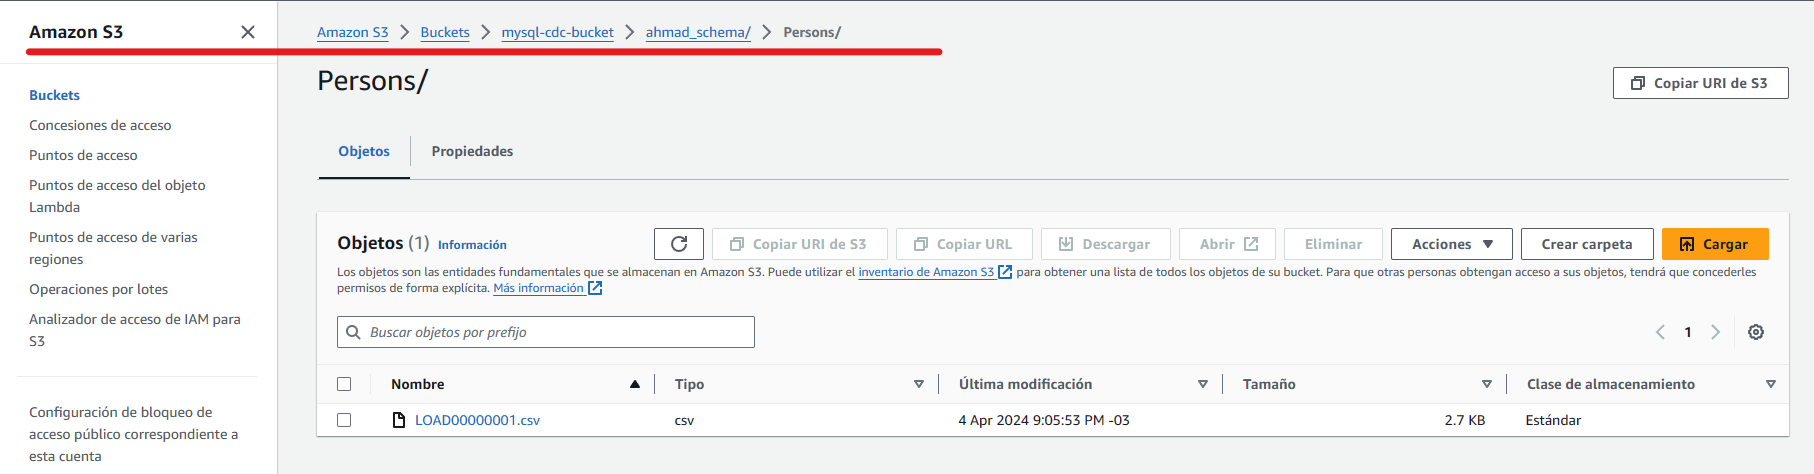 Amazon S3
Buckets
Concesiones de acceso
Puntos de acceso
Puntos de acceso del objeto
Lambda
Puntos de acceso de varias
regiones
Operaciones por lotes
Analizador de acceso de IAM para
S3
Configuración de bloqueo de
acceso público correspondiente a
esta cuenta
Amazon S3 > Buckets > mysql-cdc-bucket > ahmad_schema/ > Persons/
Persons/
Copiar URI de S3
Objetos Propiedades
Objetos (1) Información
Copiar URI de S3 Copiar URL Descargar Abrir Eliminar Acciones Crear carpeta Cargar
Los objetos son las entidades fundamentales que se almacenan en Amazon S3. Puede utilizar el inventario de Amazon S3 para obtener una lista de todos los objetos de su bucket. Para que otras personas obtengan acceso a sus objetos, tendrá que concederles
permisos de forma explícita. Más información
Buscar objetos por prefijo
1
Nombre Tipo Última modificación Tamaño Clase de almacenamiento
LOAD00000001.csv csv 4 Apr 2024 9:05:53 PM -03 2.7 KB Estándar